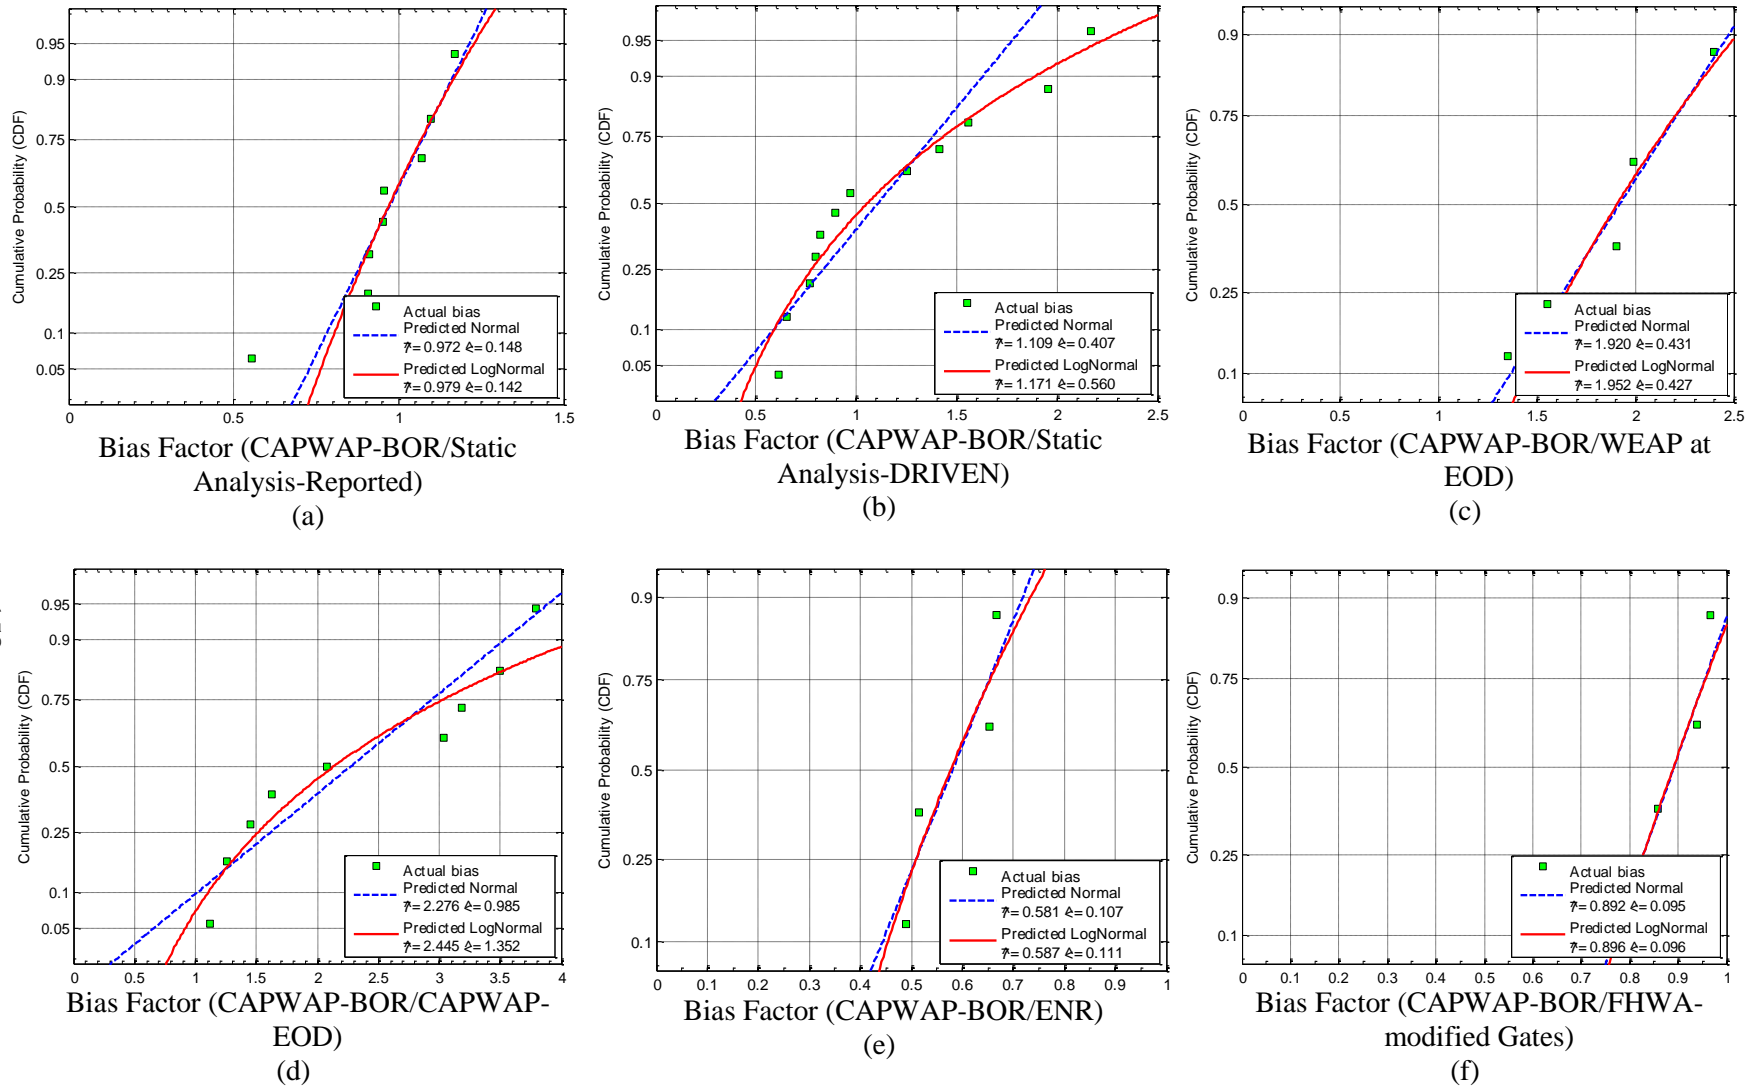 Cumulative Probability (CDF)
0.95
0.9
0.75
0.5
0.25
0.1
0.05
0
0.5
1
1.5
Actual bias
Predicted Normal
= 0.972 = 0.148
Predicted LogNormal
= 0.979 = 0.142
Bias Factor (CAPWAP-BOR/Static
Analysis-Reported)
(a)
Cumulative Probability (CDF)
0.95
0.9
0.75
0.5
0.25
0.1
0.05
0
0.5
1
1.5
2
2.5
Actual bias
Predicted Normal
= 1.109 = 0.407
Predicted LogNormal
= 1.171 = 0.560
Bias Factor (CAPWAP-BOR/Static
Analysis-DRIVEN)
(b)
Cumulative Probability (CDF)
0.9
0.75
0.5
0.25
0.1
0
0.5
1
1.5
2
2.5
Actual bias
Predicted Normal
= 1.920 = 0.431
Predicted LogNormal
= 1.952 = 0.427
Bias Factor (CAPWAP-BOR/WEAP at
EOD)
(c)
Cumulative Probability (CDF)
0.95
0.9
0.75
0.5
0.25
0.1
0.05
0
0.5
1
1.5
2
2.5
3
3.5
4
Actual bias
Predicted Normal
= 2.276 = 0.985
Predicted LogNormal
= 2.445 = 1.352
Bias Factor (CAPWAP-BOR/CAPWAP-
EOD)
(d)
Cumulative Probability (CDF)
0.9
0.75
0.5
0.25
0.1
0
0.1
0.2
0.3
0.4
0.5
0.6
0.7
0.8
0.9
1
Actual bias
Predicted Normal
= 0.581 = 0.107
Predicted LogNormal
= 0.587 = 0.111
Bias Factor (CAPWAP-BOR/ENR)
(e)
Cumulative Probability (CDF)
0.9
0.75
0.5
0.25
0.1
0
0.1
0.2
0.3
0.4
0.5
0.6
0.7
0.8
0.9
1
Actual bias
Predicted Normal
= 0.892 = 0.095
Predicted LogNormal
= 0.896 = 0.096
Bias Factor (CAPWAP-BOR/FHWA-
modified Gates)
(f)